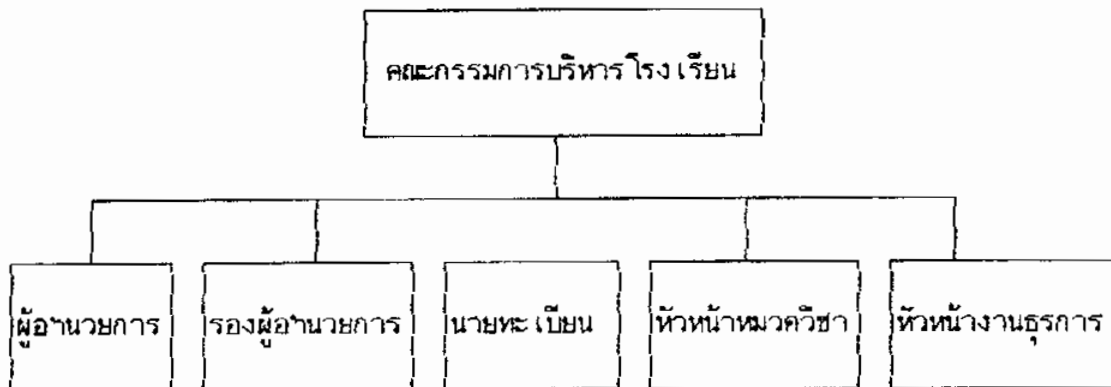 คณะกรรมการบริหารโรงเรียน
ผู้อำนวยการ
รองผู้อำนวยการ
นายทะเบียน
หัวหน้าหมวดวิชา
หัวหน้างานธุรการ